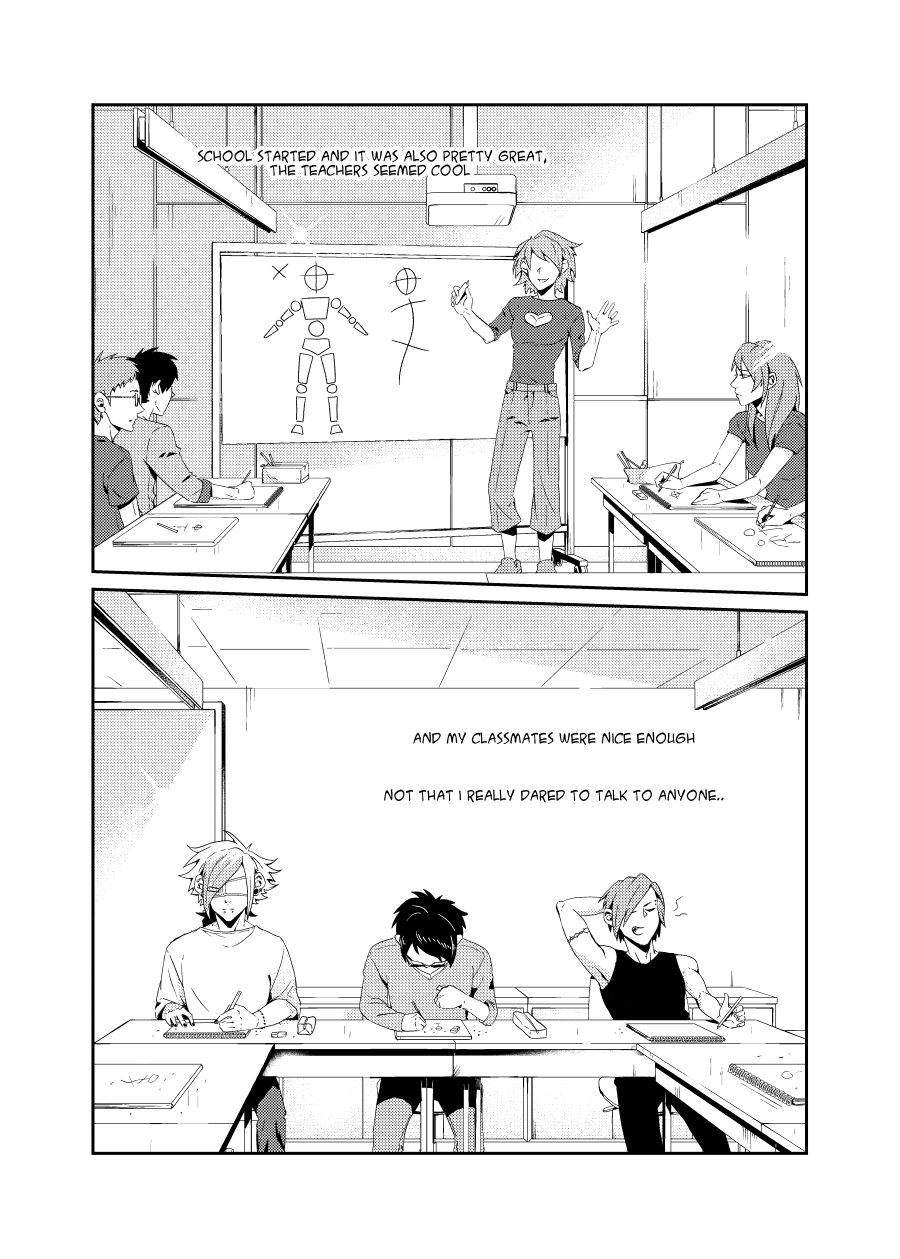 SCHOOL STARTED AND IT WAS ALSO PRETTY GREAT,
THE TEACHERS SEEMED COOL
AND MY CLASSMATES WERE NICE ENOUGH
NOT THAT I REALLY DARED TO TALK TO ANYONE..